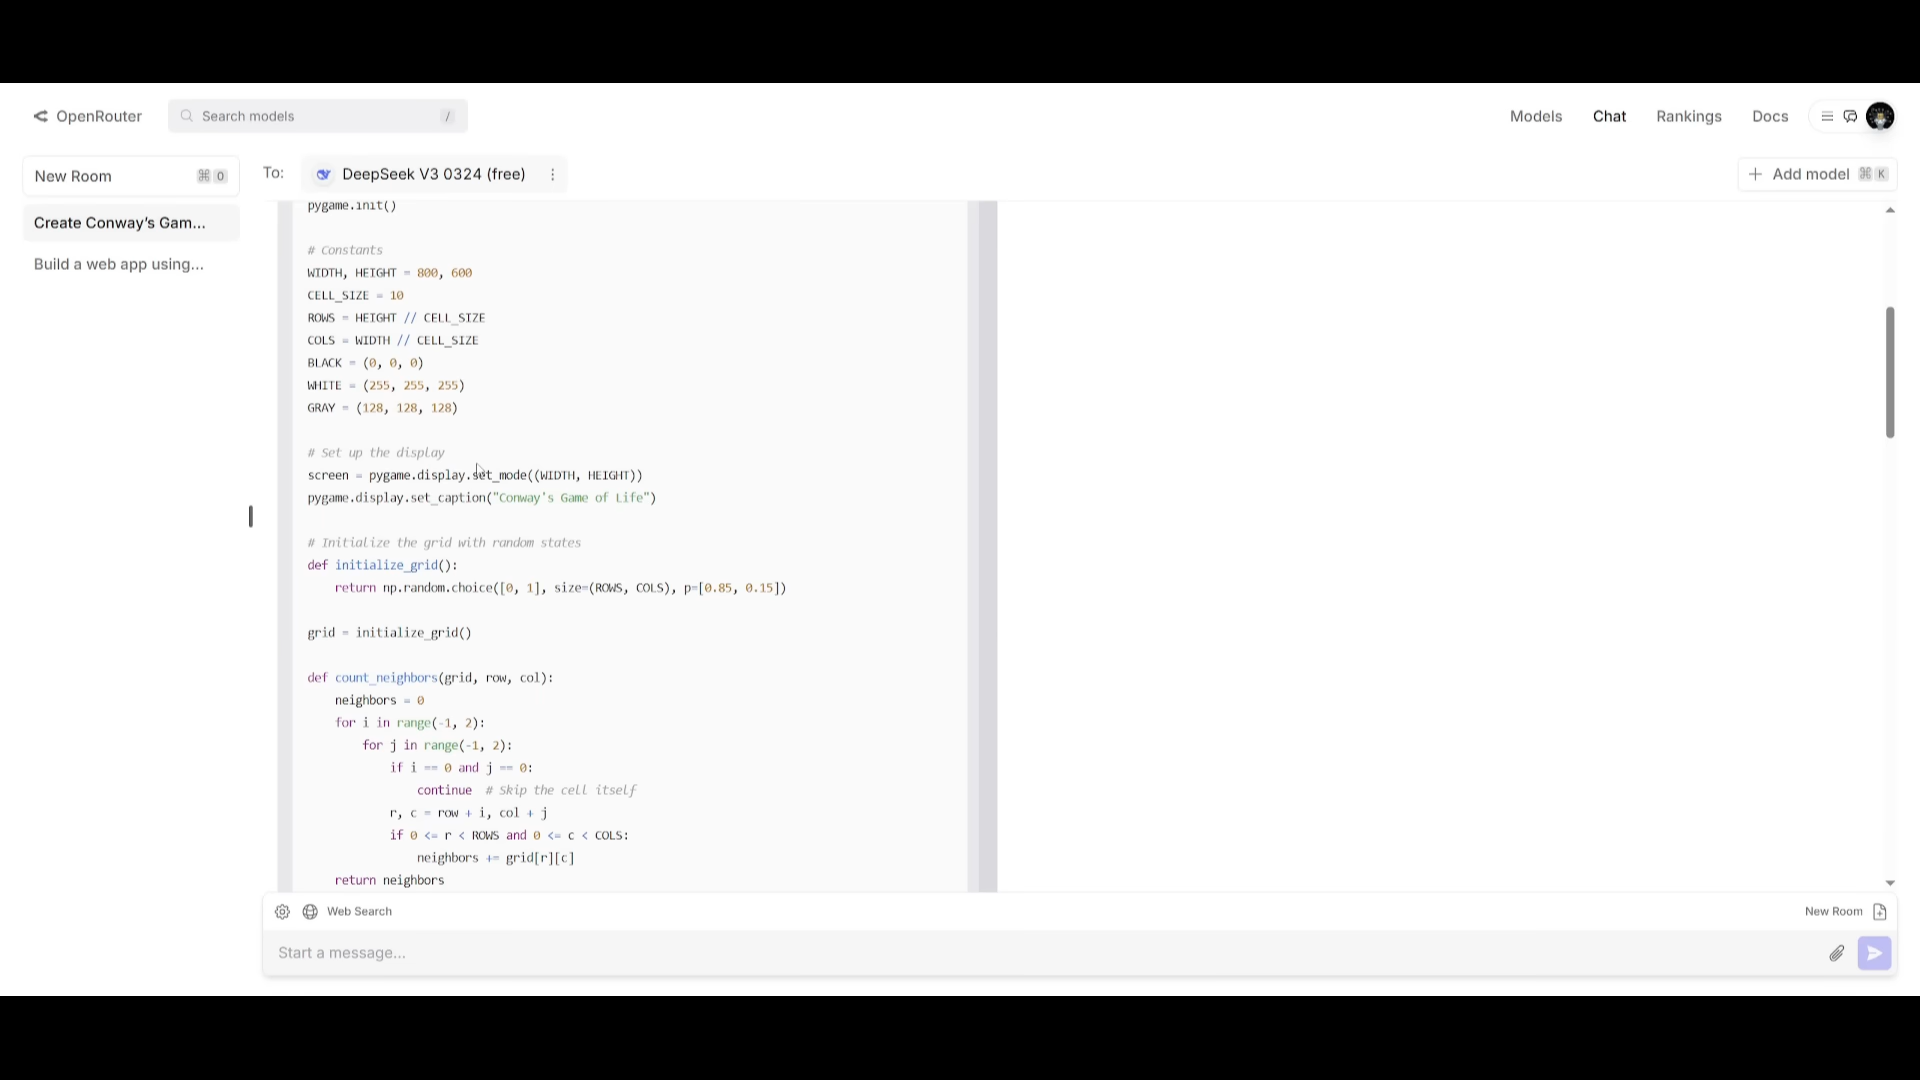 OpenRouter
Search models
/
Models
Chat
Rankings
Docs
New Room
⌘ 0
Create Conway’s Gam...
Build a web app using...
To:
DeepSeek V3 0324 (free)
Add model ⌘ K
pygame.init()
# Constants
WIDTH, HEIGHT = 800, 600
CELL_SIZE = 10
ROWS = HEIGHT // CELL_SIZE
COLS = WIDTH // CELL_SIZE
BLACK = (0, 0, 0)
WHITE = (255, 255, 255)
GRAY = (128, 128, 128)
# Set up the display
screen = pygame.display.set_mode((WIDTH, HEIGHT))
pygame.display.set_caption("Conway's Game of Life")
# Initialize the grid with random states
def initialize_grid():
    return np.random.choice([0, 1], size=(ROWS, COLS), p=[0.85, 0.15])
grid = initialize_grid()
def count_neighbors(grid, row, col):
    neighbors = 0
    for i in range(-1, 2):
        for j in range(-1, 2):
            if i == 0 and j == 0:
                continue  # Skip the cell itself
            r, c = row + i, col + j
            if 0 <= r < ROWS and 0 <= c < COLS:
                neighbors += grid[r][c]
    return neighbors
Web Search
New Room
Start a message...